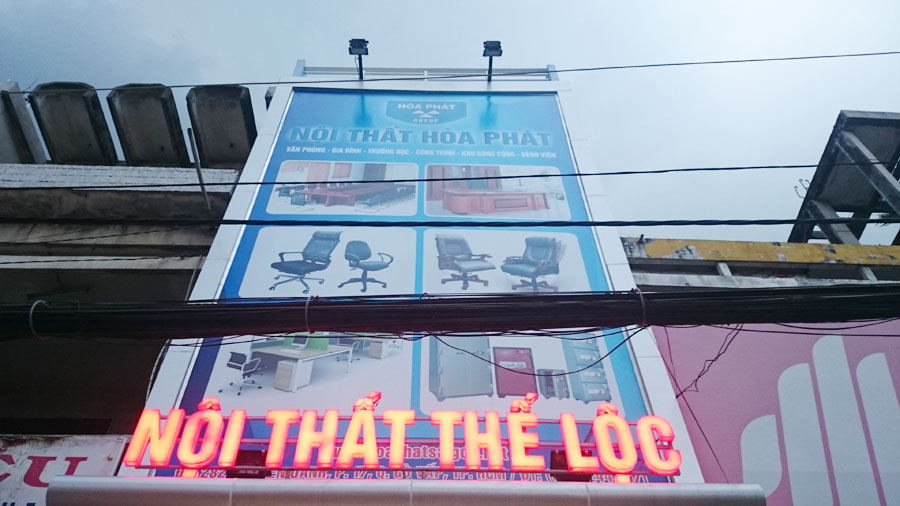 HÒA PHÁT
GROUP
NỘI THẤT HÒA PHÁT
VĂN PHÒNG - GIA ĐÌNH - TRƯỜNG HỌC - CÔNG TRÌNH - KHU CÔNG CỘNG - BỆNH VIỆN
NỘI THẤT THẾ LỘC